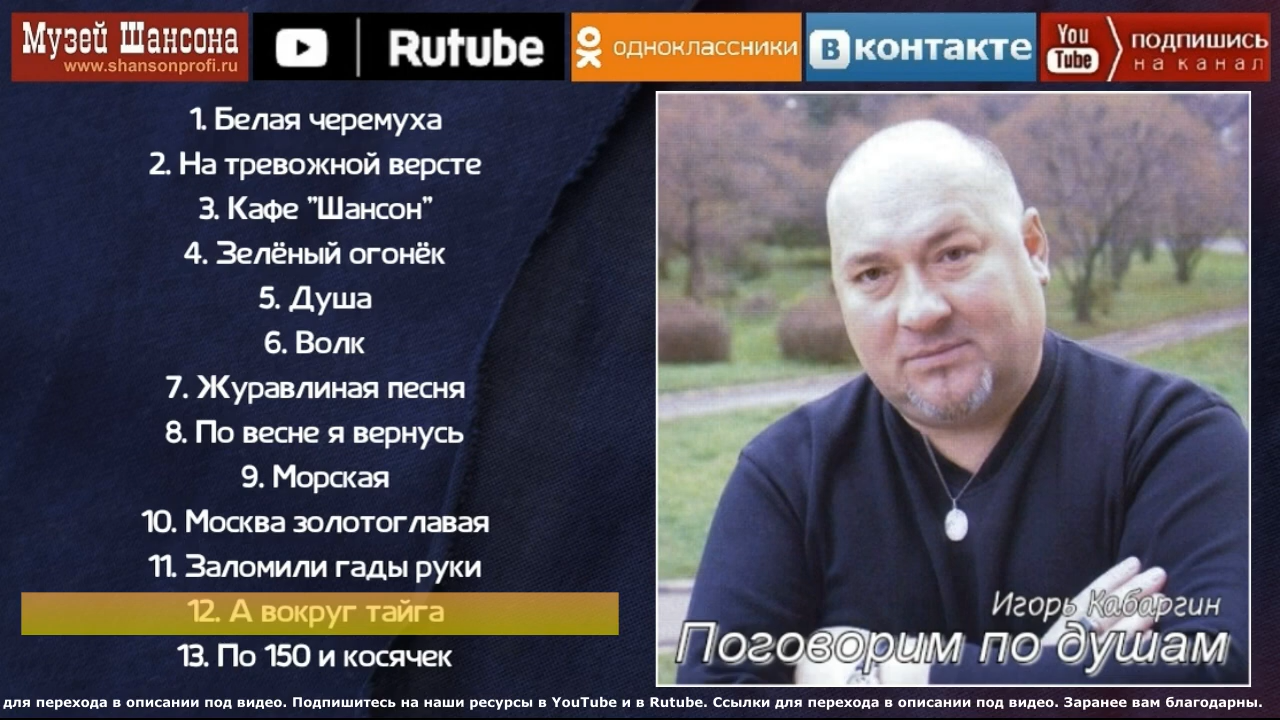 Музей Шансона
www.shansonprofi.ru
Rutube
одноклассники
В контакте
You Tube
подпишись
на канал
1. Белая черемуха
2. На тревожной версте
3. Кафе "Шансон"
4. Зелёный огонёк
5. Душа
6. Волк
7. Журавлиная песня
8. По весне я вернусь
9. Морская
10. Москва золотоглавая
11. Заломили гады руки
12. А вокруг тайга
13. По 150 и косячек
Игорь Кабаргин
Поговорим по душам
для перехода в описании под видео. Подпишитесь на наши ресурсы в YouTube и в Rutube. Ссылки для перехода в описании под видео. Заранее вам благодарны.